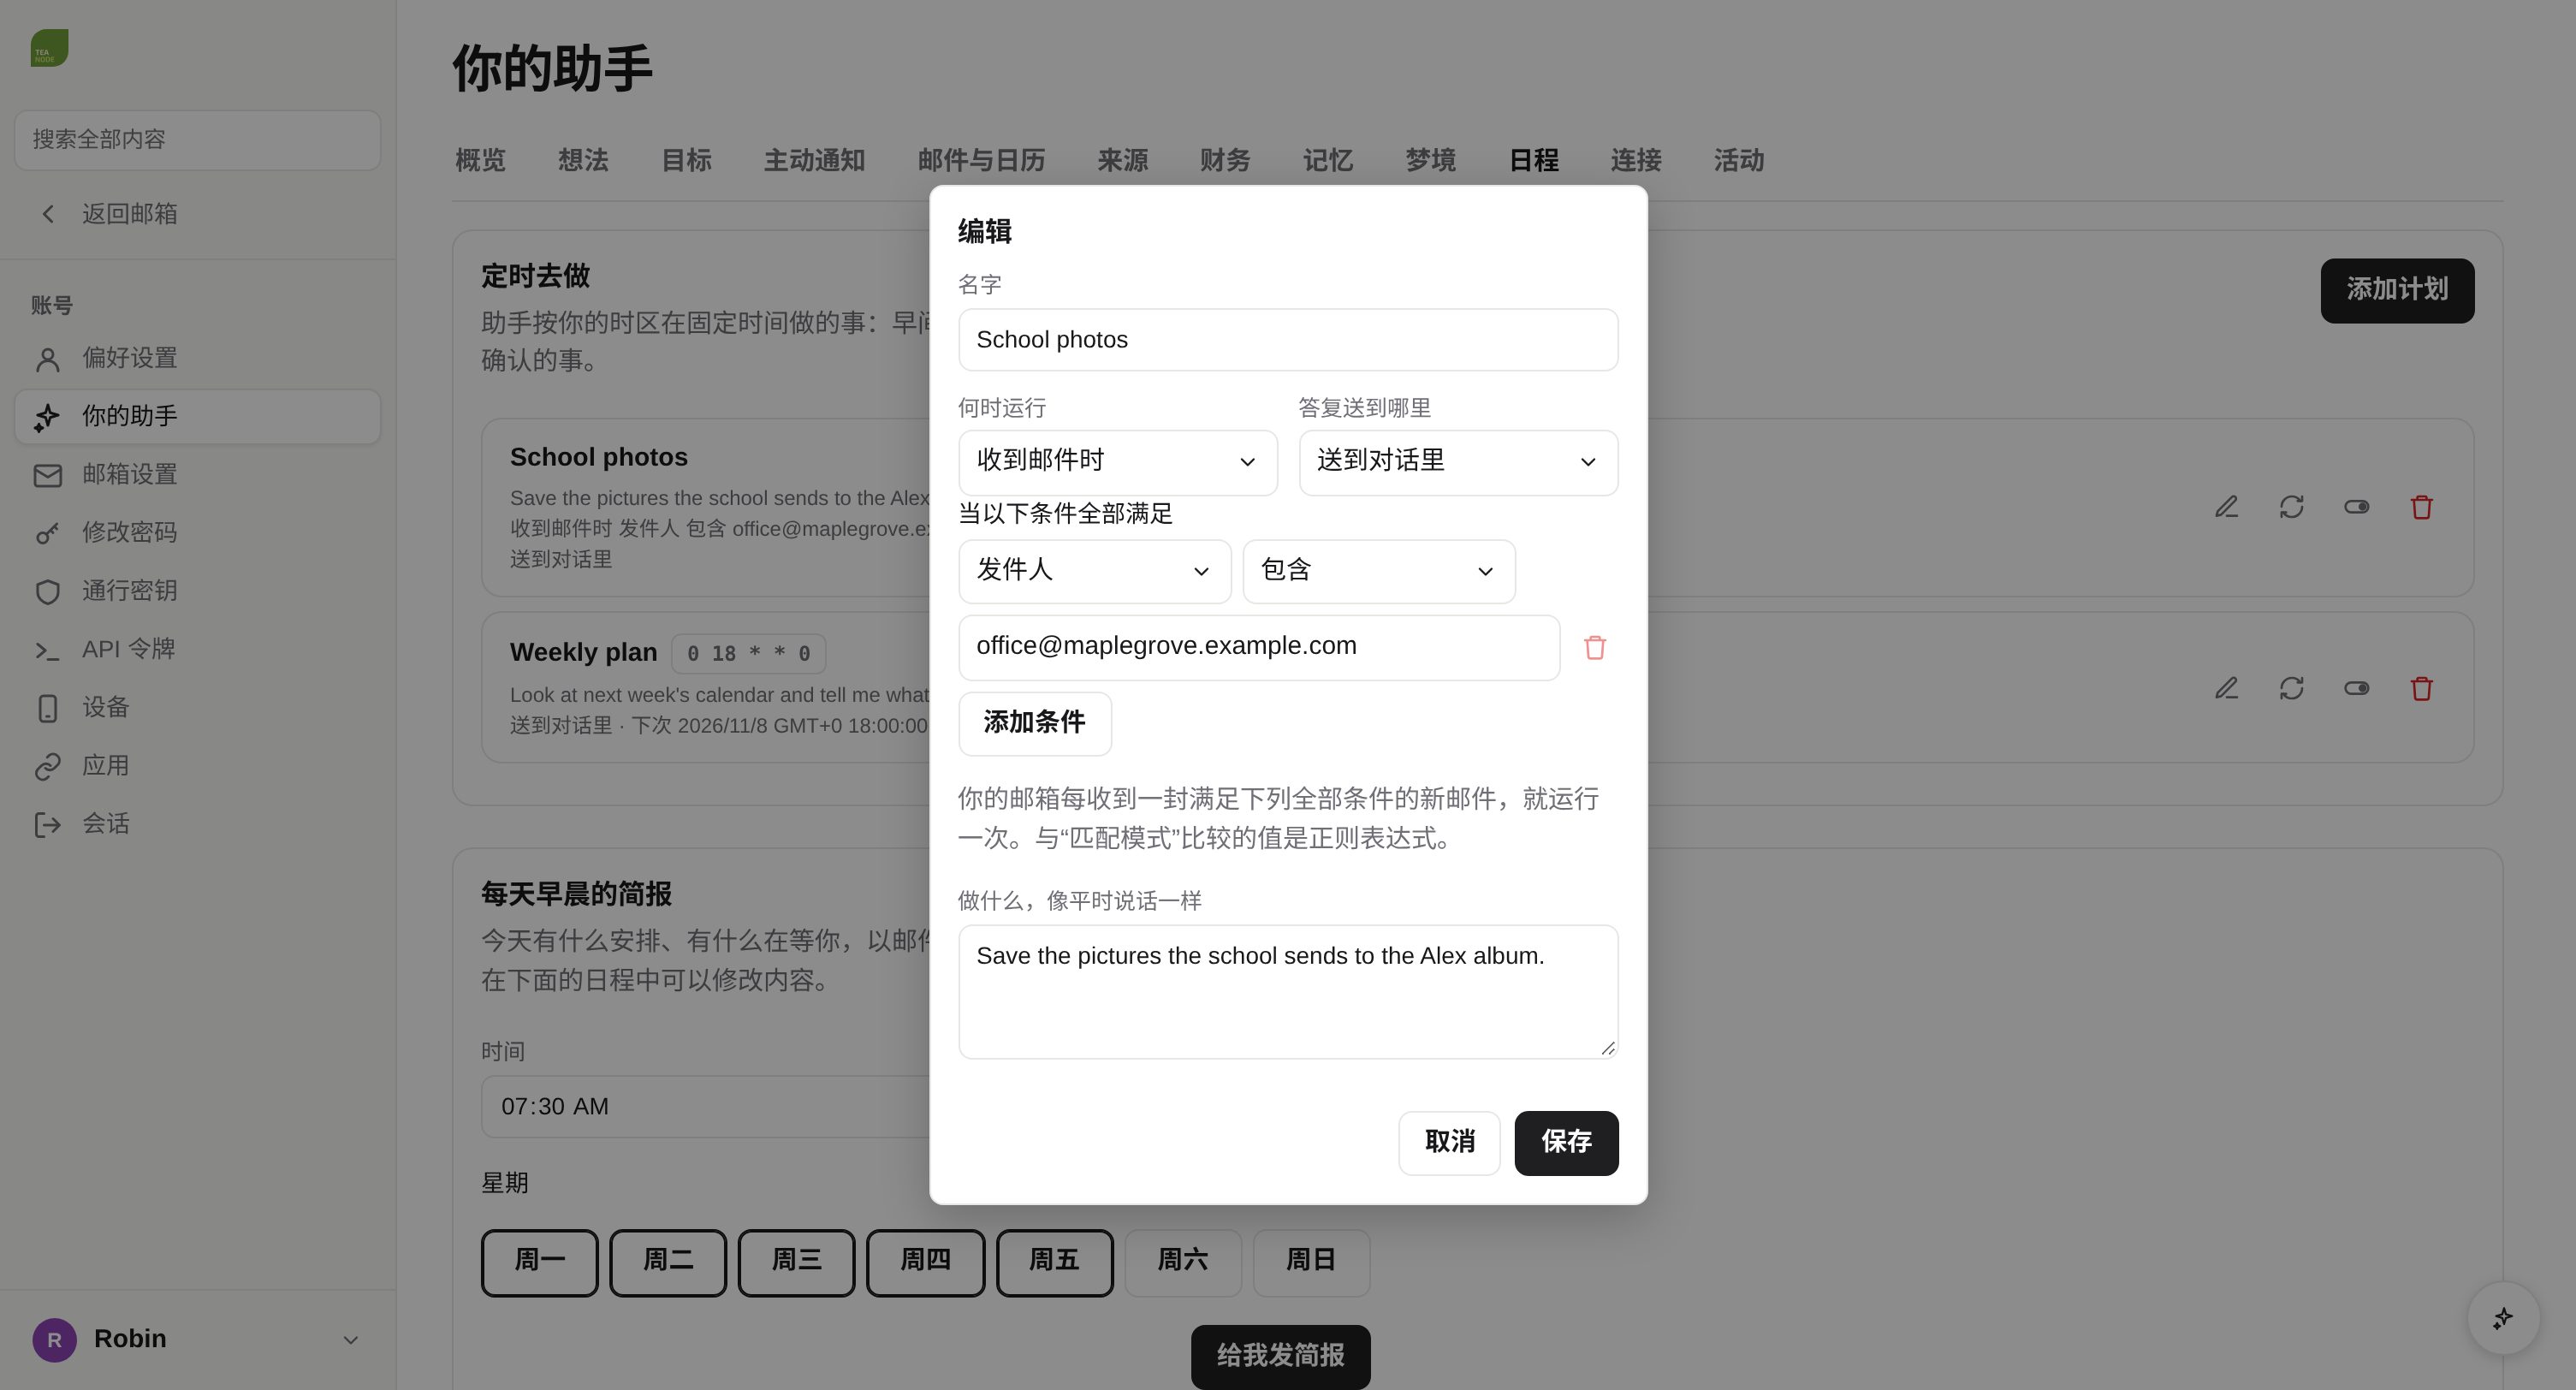 TEA
NODE
搜索全部内容
返回邮箱
账号
偏好设置
你的助手
邮箱设置
修改密码
通行密钥
API 令牌
设备
应用
会话
R Robin
你的助手
概览 想法 目标 主动通知 邮件与日历 来源 财务 记忆 梦境 日程 连接 活动
定时去做
助手按你的时区在固定时间做的事：早
确认的事。
添加计划
School photos
Save the pictures the school sends to the Alex
收到邮件时 发件人 包含 office@maplegrove.e
送到对话里
Weekly plan 0 18 * * 0
Look at next week's calendar and tell me what
送到对话里 · 下次 2026/11/8 GMT+0 18:00:00
每天早晨的简报
今天有什么安排、有什么在等你，以邮
在下面的日程中可以修改内容。
时间
07:30 AM
星期
周一 周二 周三 周四 周五 周六 周日
给我发简报
编辑
名字
School photos
何时运行 答复送到哪里
收到邮件时 送到对话里
当以下条件全部满足
发件人 包含
office@maplegrove.example.com
添加条件
你的邮箱每收到一封满足下列全部条件的新邮件，就运行
一次。与“匹配模式”比较的值是正则表达式。
做什么，像平时说话一样
Save the pictures the school sends to the Alex album.
取消 保存